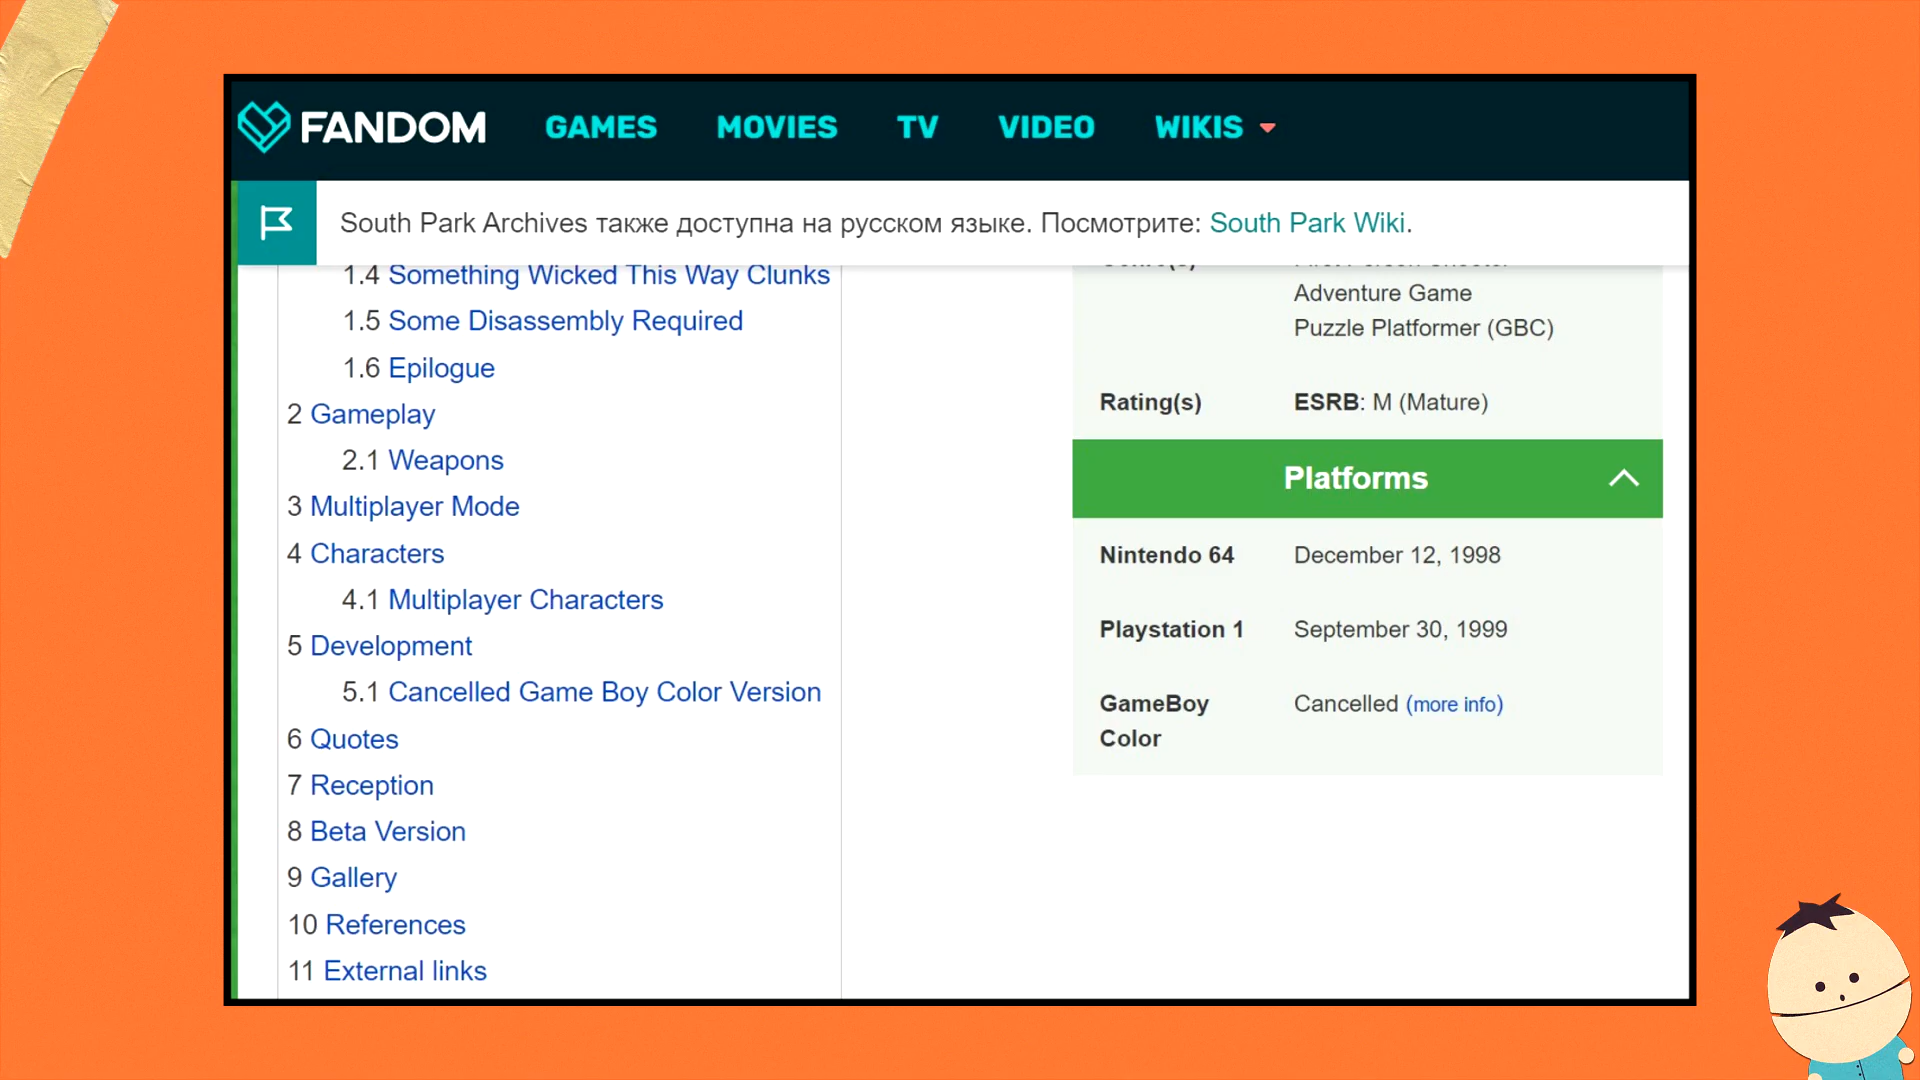 FANDOM GAMES MOVIES TV VIDEO WIKIS
South Park Archives также доступна на русском языке. Посмотрите: South Park Wiki.
1.4 Something Wicked This Way Clunks
1.5 Some Disassembly Required
1.6 Epilogue
2 Gameplay
2.1 Weapons
3 Multiplayer Mode
4 Characters
4.1 Multiplayer Characters
5 Development
5.1 Cancelled Game Boy Color Version
6 Quotes
7 Reception
8 Beta Version
9 Gallery
10 References
11 External links
Adventure Game
Puzzle Platformer (GBC)
Rating(s) ESRB: M (Mature)
Platforms
Nintendo 64 December 12, 1998
Playstation 1 September 30, 1999
GameBoy Color Cancelled (more info)